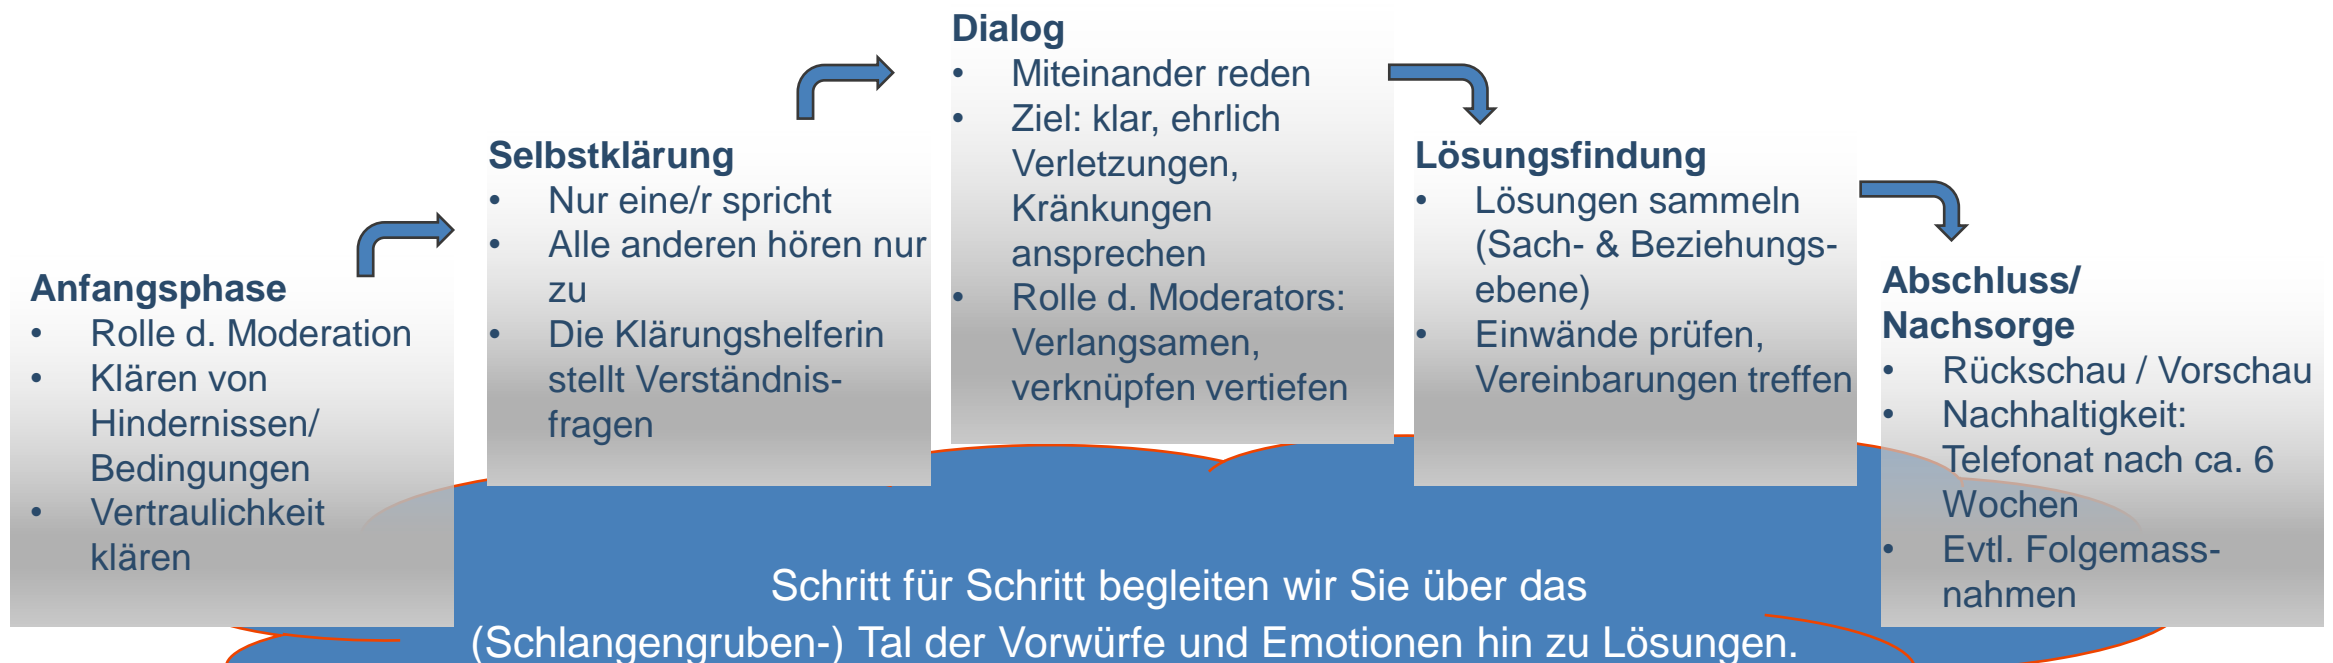 Anfangsphase
• Rolle d. Moderation
• Klären von
Hindernissen/
Bedingungen
• Vertraulichkeit
klären
Selbstklärung
• Nur eine/r spricht
• Alle anderen hören nur
zu
• Die Klärungshelferin
stellt Verständnis-
fragen
Dialog
• Miteinander reden
• Ziel: klar, ehrlich
Verletzungen,
Kränkungen
ansprechen
• Rolle d. Moderators:
Verlangsamen,
verknüpfen vertiefen
Lösungsfindung
• Lösungen sammeln
(Sach- & Beziehungs-
ebene)
• Einwände prüfen,
Vereinbarungen treffen
Abschluss/
Nachsorge
• Rückschau / Vorschau
• Nachhaltigkeit:
Telefonat nach ca. 6
Wochen
• Evtl. Folgemass-
nahmen
Schritt für Schritt begleiten wir Sie über das
(Schlangengruben-) Tal der Vorwürfe und Emotionen hin zu Lösungen.